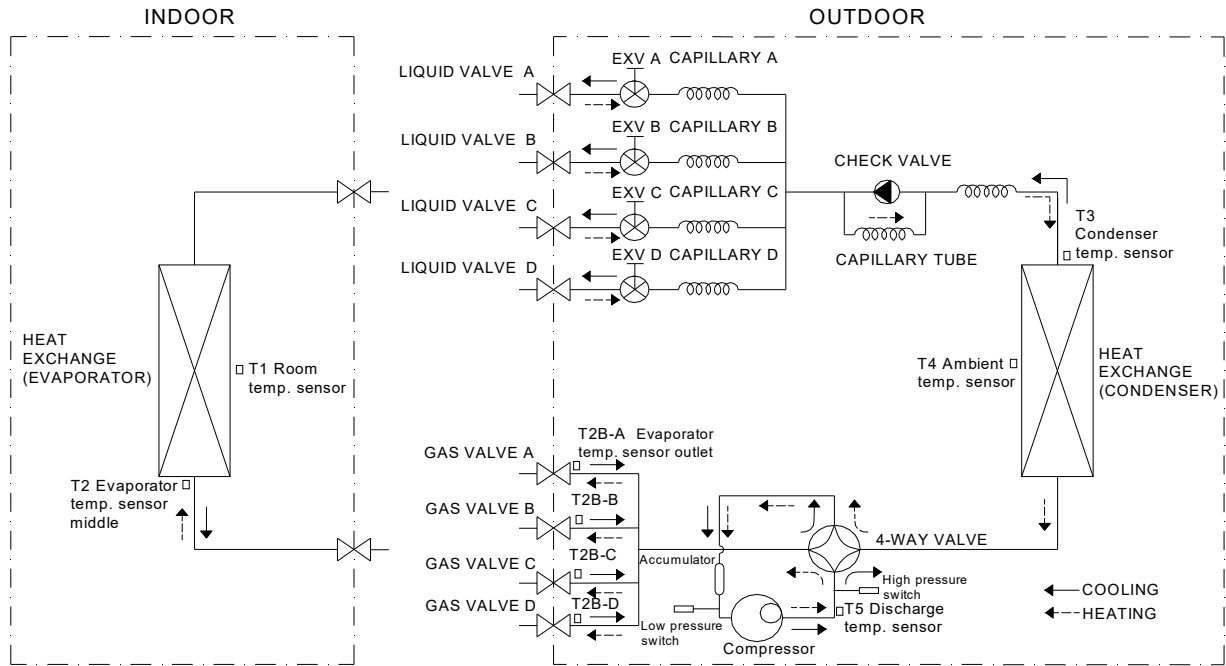 INDOOR
OUTDOOR
LIQUID VALVE A
EXV A
CAPILLARY A
LIQUID VALVE B
EXV B
CAPILLARY B
LIQUID VALVE C
EXV C
CAPILLARY C
LIQUID VALVE D
EXV D
CAPILLARY D
CHECK VALVE
CAPILLARY TUBE
T3
Condenser
temp. sensor
HEAT
EXCHANGE
(EVAPORATOR)
T1 Room
temp. sensor
T4 Ambient
temp. sensor
HEAT
EXCHANGE
(CONDENSER)
T2 Evaporator
temp. sensor
middle
GAS VALVE A
T2B-A Evaporator
temp. sensor outlet
GAS VALVE B
T2B-B
GAS VALVE C
T2B-C
GAS VALVE D
T2B-D
Accumulator
4-WAY VALVE
Low pressure
switch
Compressor
High pressure
switch
T5 Discharge
temp. sensor
COOLING
HEATING